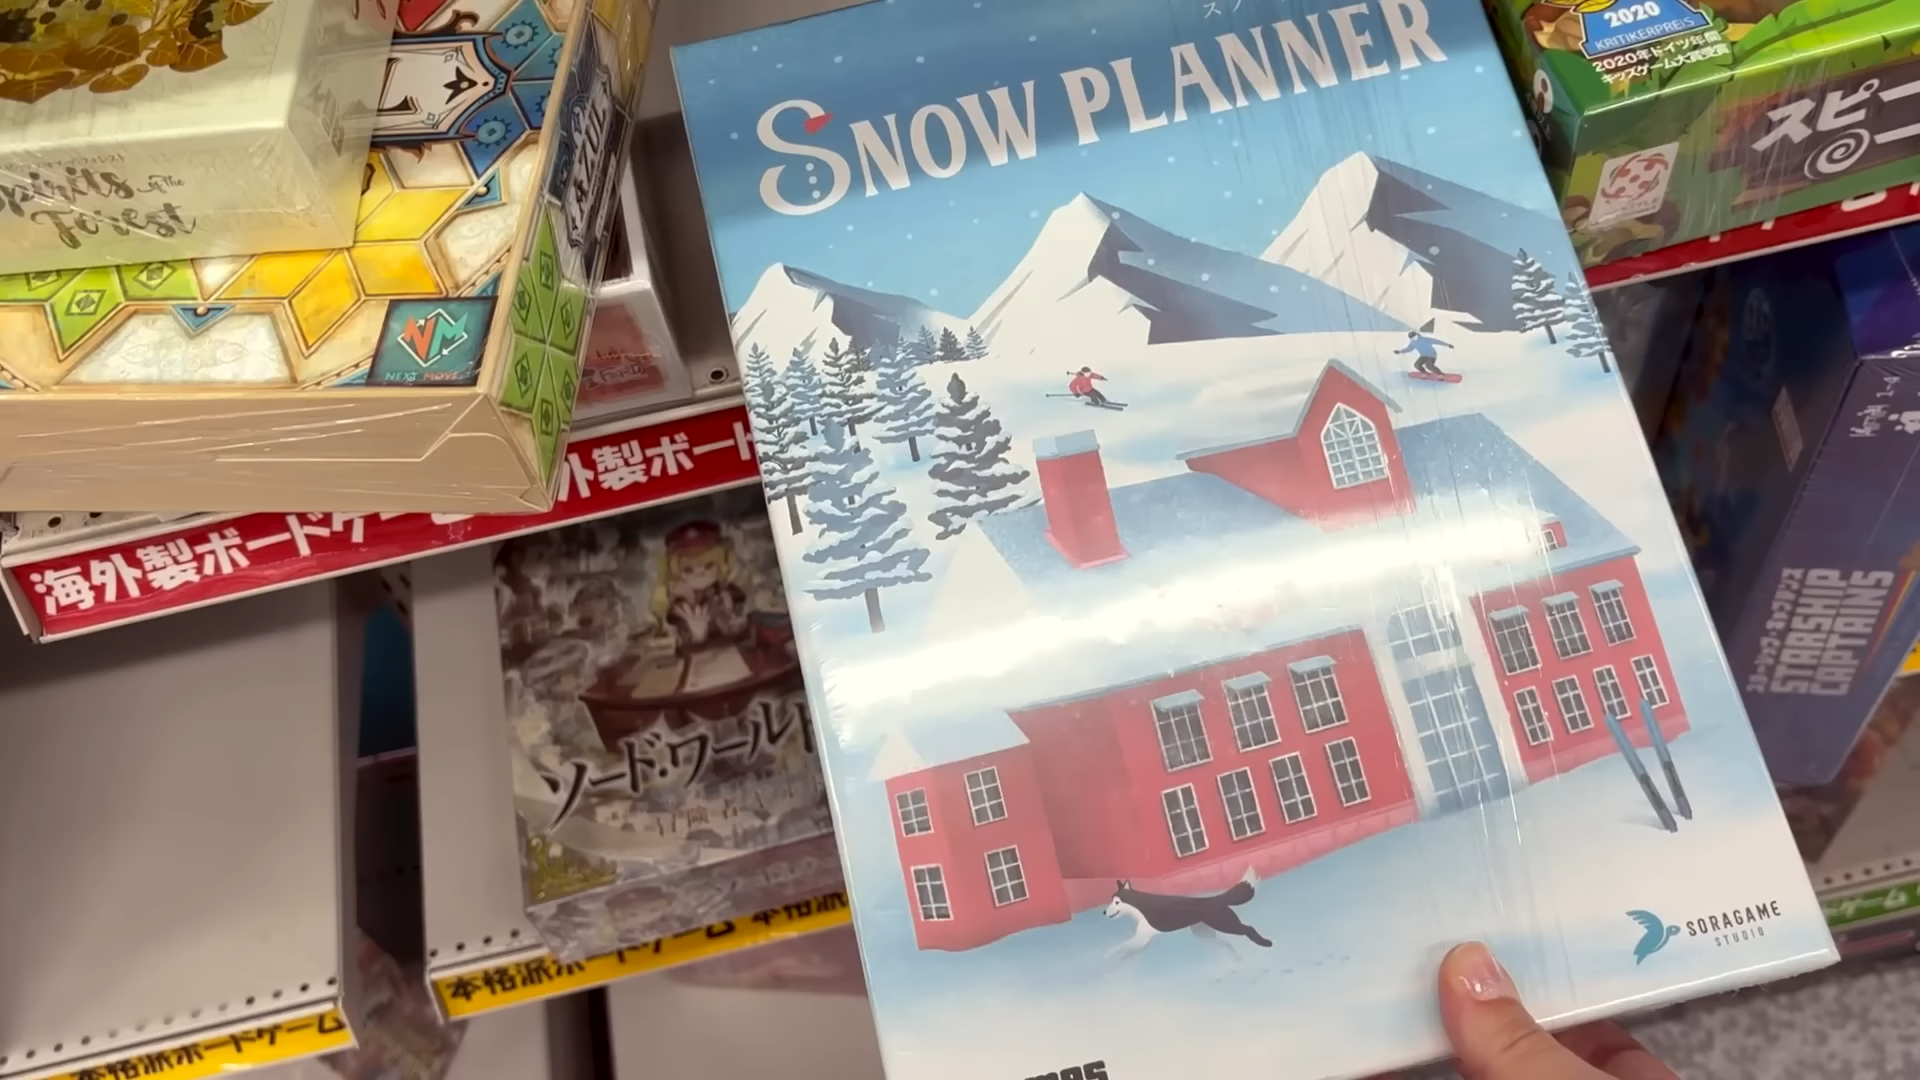 SNOW PLANNER
SORAGAME
STUDIO
Spirits of the
Forest
AZUL
NEXT MOVE
海外製ボードゲーム
外製ボード
ソード・ワールド
本格派ボードゲーム
本格派
本格派ボードゲーム
2020
KRITIKERPREIS
2020年ドイツ年間
キッズゲーム大賞受賞
スピー
スターシップ・キャプテンズ
STARSHIP
CAPTAINS